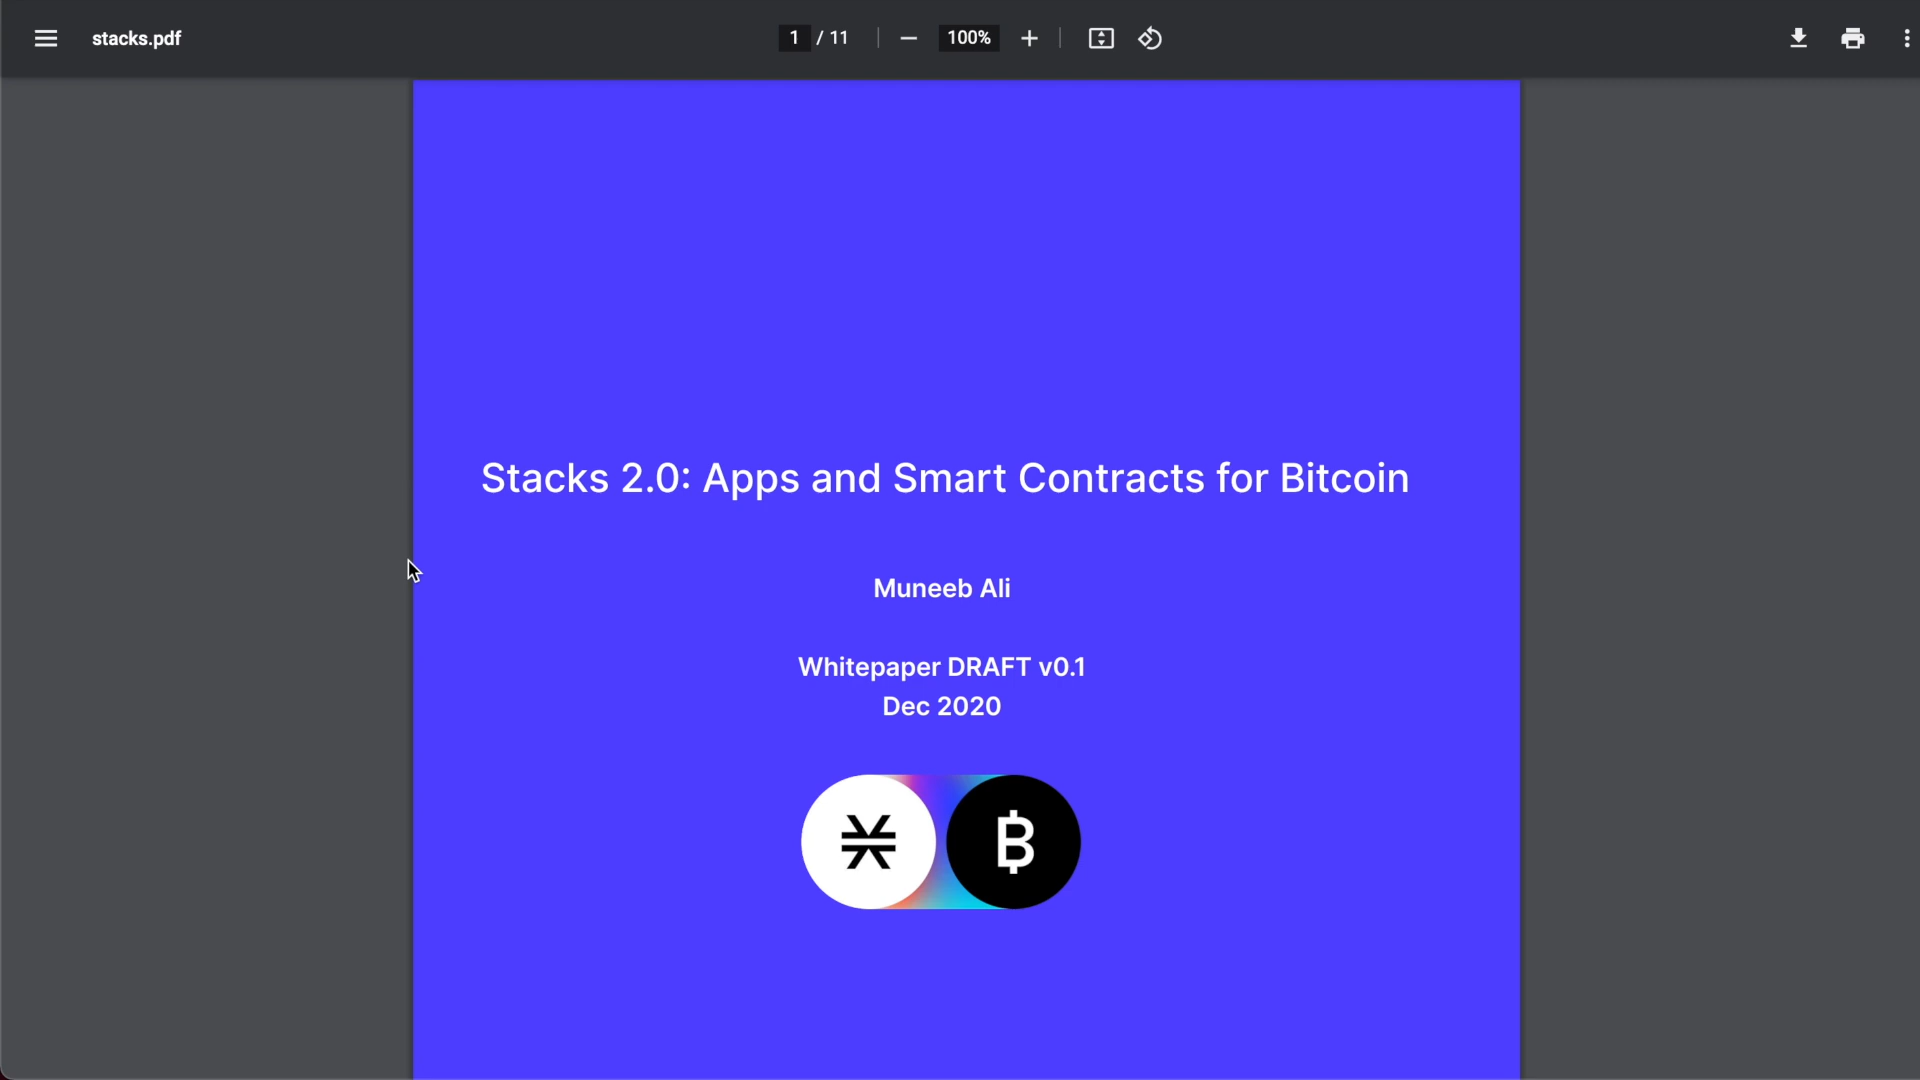 stacks.pdf
1 / 11
100%
Stacks 2.0: Apps and Smart Contracts for Bitcoin
Muneeb Ali
Whitepaper DRAFT v0.1
Dec 2020